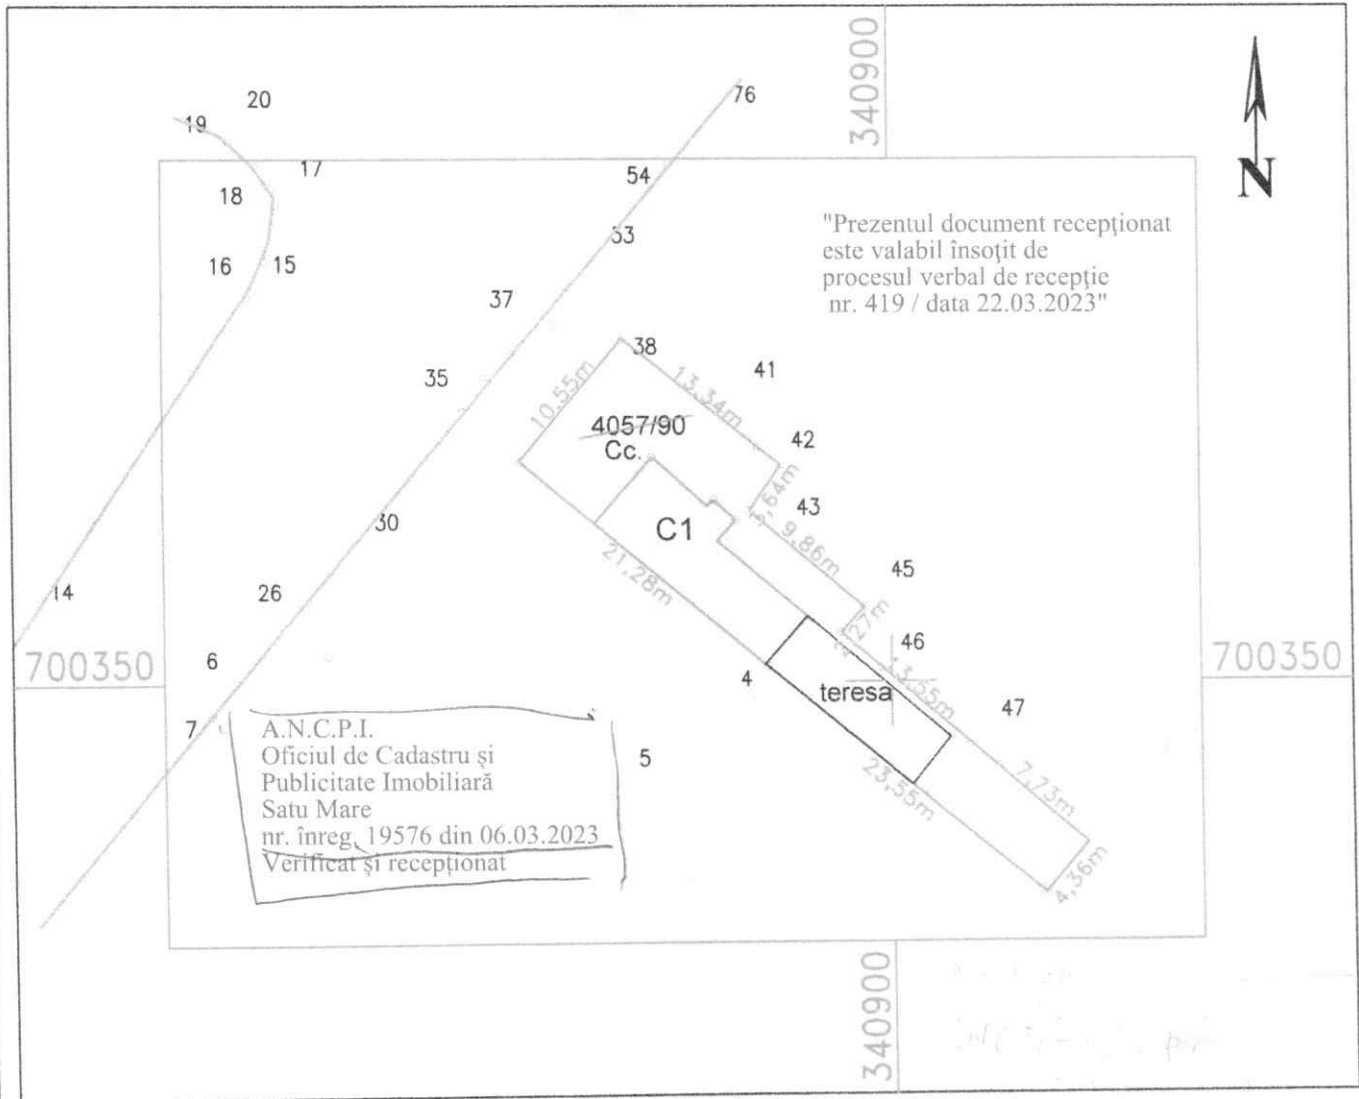 340900
76
20
19
17
54
18
N
53
"Prezentul document recepţionat
este valabil însoţit de
procesul verbal de recepţie
nr. 419 / data 22.03.2023"
16
15
37
38
41
35
13,34m
10,55m
4057/90
Cc.
42
43
9,86m
C1
30
21,28m
45
14
26
46
700350
6
4
teresa
13,55m
700350
47
7
A.N.C.P.I.
Oficiul de Cadastru şi
Publicitate Imobiliară
Satu Mare
nr. înreg. 19576 din 06.03.2023
Verificat şi recepţionat
5
23,55m
7,73m
4,36m
340900